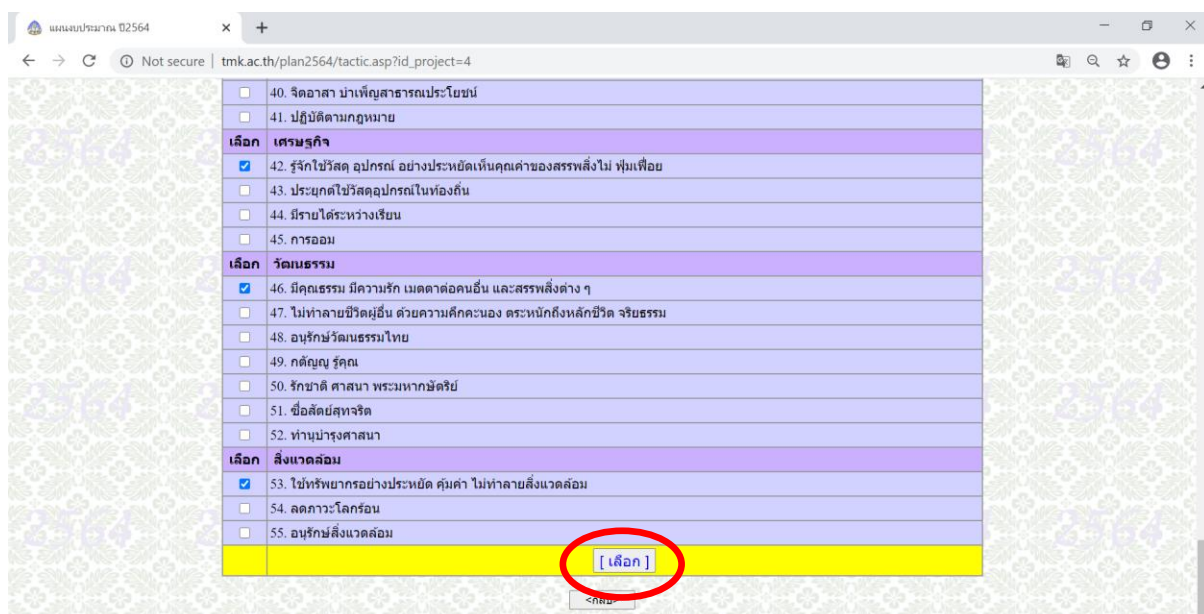 แผนงบประมาณ ปี2564
Not secure | tmk.ac.th/plan2564/tactic.asp?id_project=4
40. จิตอาสา บำเพ็ญสาธารณประโยชน์
41. ปฏิบัติตามกฎหมาย
เลือก เศรษฐกิจ
42. รู้จักใช้วัสดุ อุปกรณ์ อย่างประหยัดเห็นคุณค่าของสรรพสิ่งไม่ ฟุ่มเฟือย
43. ประยุกต์ใช้วัสดุอุปกรณ์ในท้องถิ่น
44. มีรายได้ระหว่างเรียน
45. การออม
เลือก วัฒนธรรม
46. มีคุณธรรม มีความรัก เมตตาต่อคนอื่น และสรรพสิ่งต่าง ๆ
47. ไม่ทำลายชีวิตผู้อื่น ด้วยความคึกคะนอง ตระหนักถึงหลักชีวิต จริยธรรม
48. อนุรักษ์วัฒนธรรมไทย
49. กตัญญู รู้คุณ
50. รักชาติ ศาสนา พระมหากษัตริย์
51. ซื่อสัตย์สุทจริต
52. ทำนุบำรุงศาสนา
เลือก สิ่งแวดล้อม
53. ใช้ทรัพยากรอย่างประหยัด คุ้มค่า ไม่ทำลายสิ่งแวดล้อม
54. ลดภาวะโลกร้อน
55. อนุรักษ์สิ่งแวดล้อม
[ เลือก ]
<กลับ>